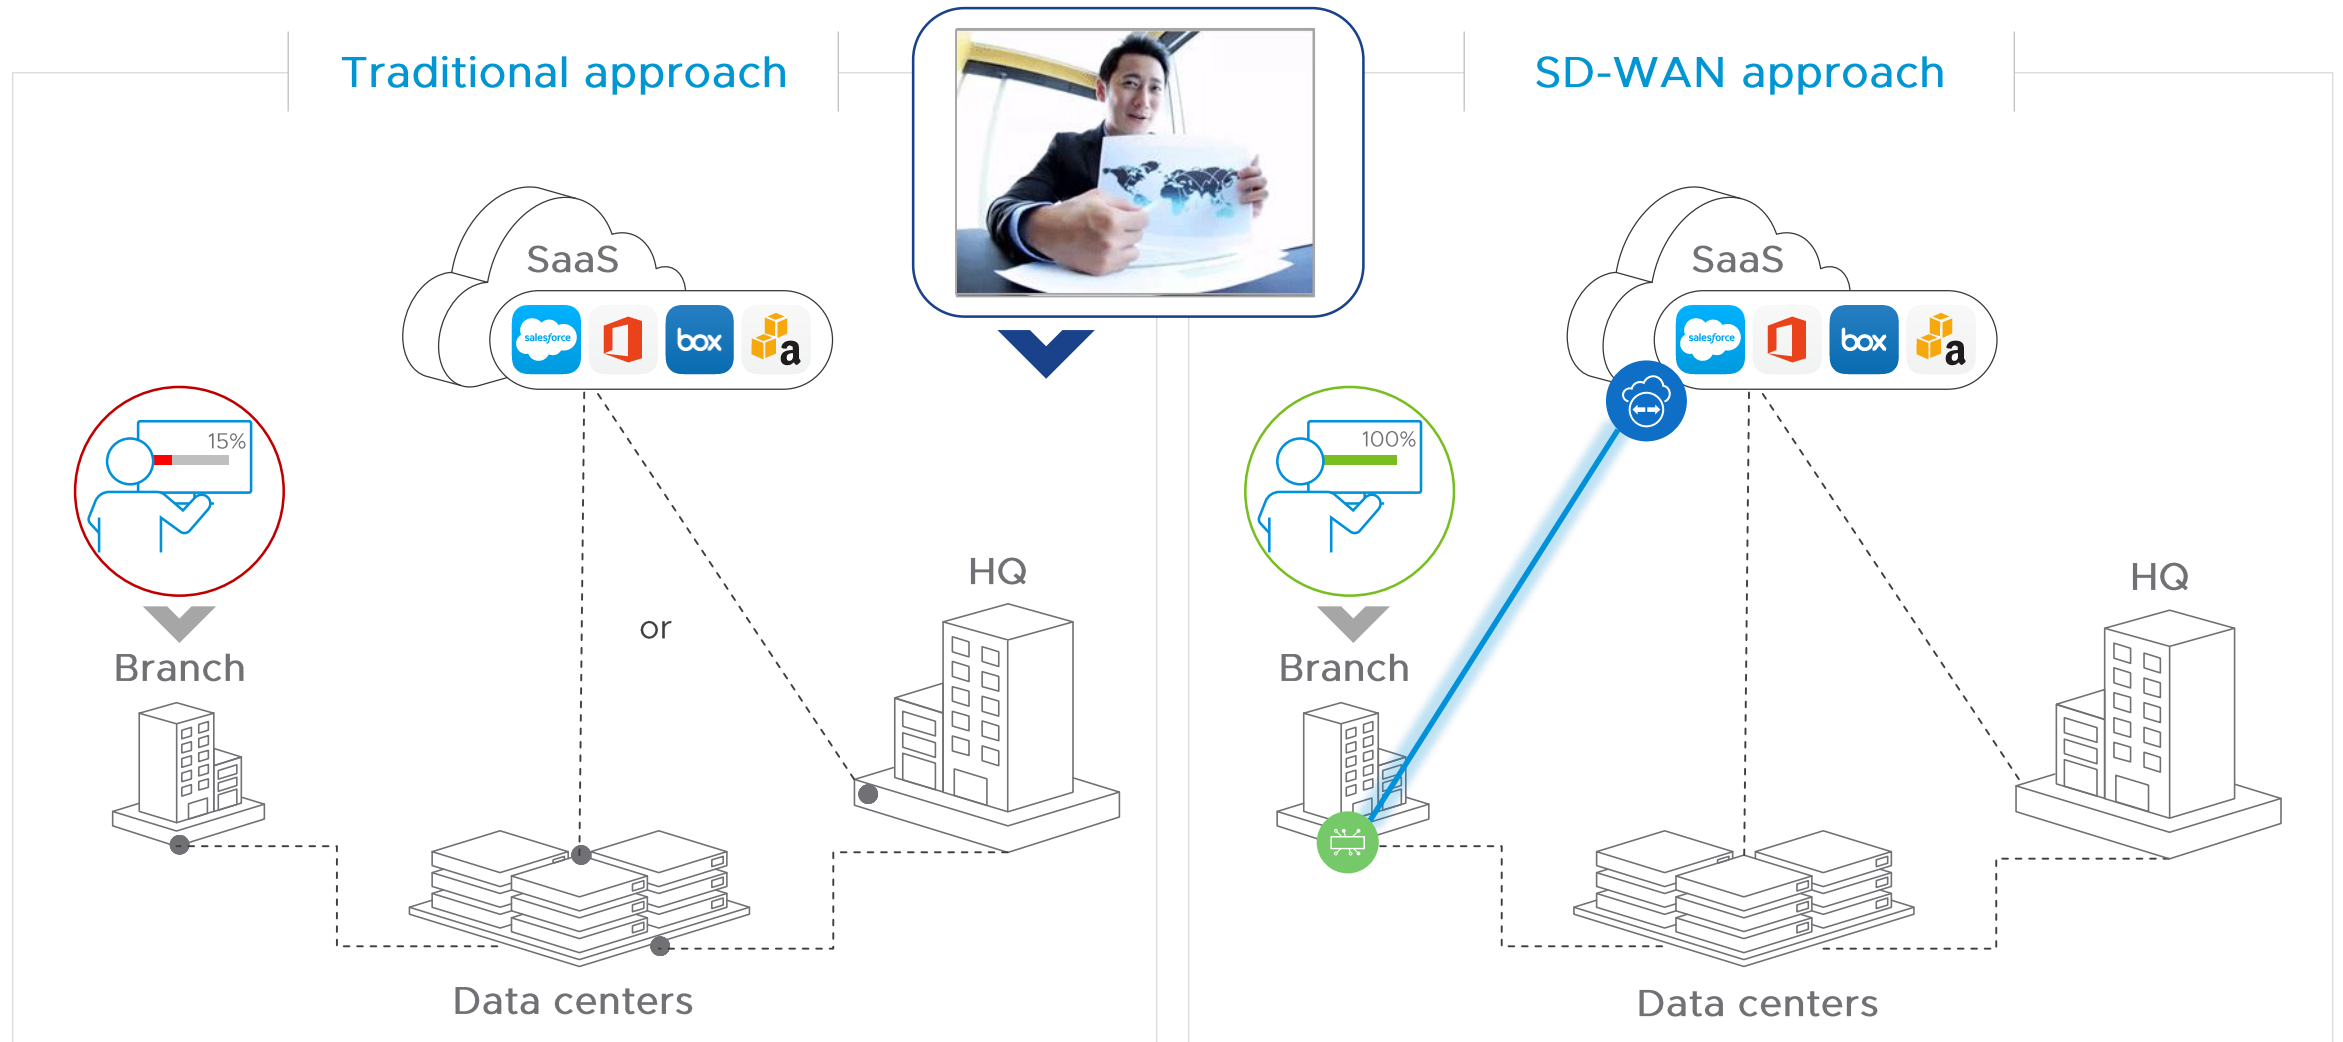 Traditional approach
SaaS
salesforce
box
a
15%
or
HQ
Branch
Data centers
SD-WAN approach
SaaS
salesforce
box
a
100%
HQ
Branch
Data centers